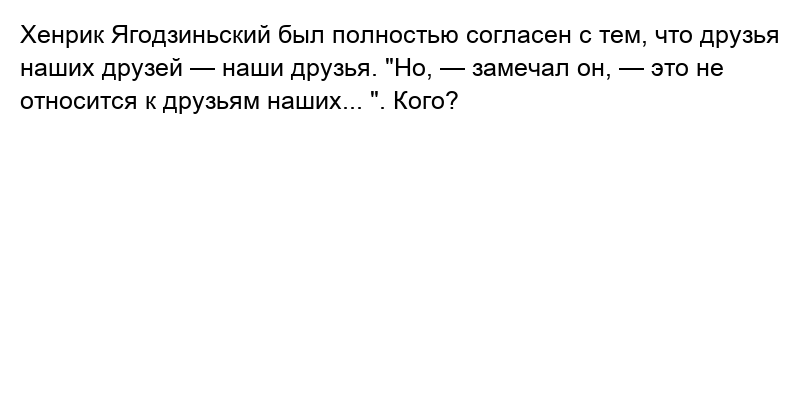 Хенрик Ягодзиньский был полностью согласен с тем, что друзья
наших друзей — наши друзья. "Но, — замечал он, — это не
относится к друзьям наших... ". Кого?